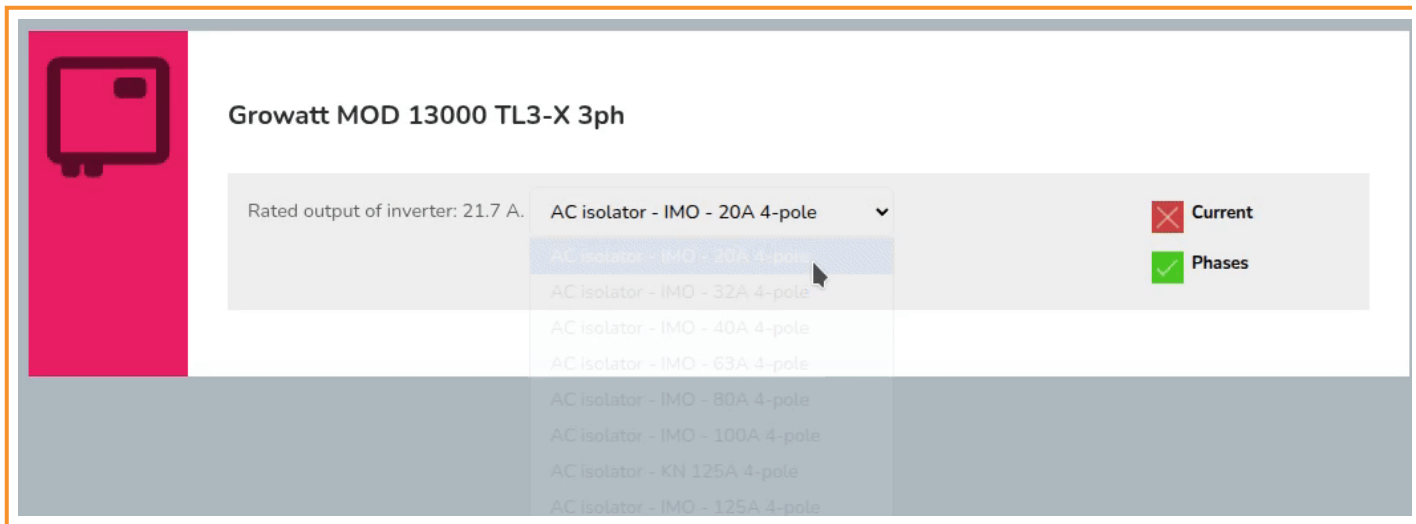 Growatt MOD 13000 TL3-X 3ph
Rated output of inverter: 21.7 A.
AC isolator - IMO - 20A 4-pole
Current
Phases
AC isolator - IMO - 20A 4-pole
AC isolator - IMO - 32A 4-pole
AC isolator - IMO - 40A 4-pole
AC isolator - IMO - 63A 4-pole
AC isolator - IMO - 80A 4-pole
AC isolator - IMO - 100A 4-pole
AC isolator - KN 125A 4-pole
AC isolator - IMO - 125A 4-pole